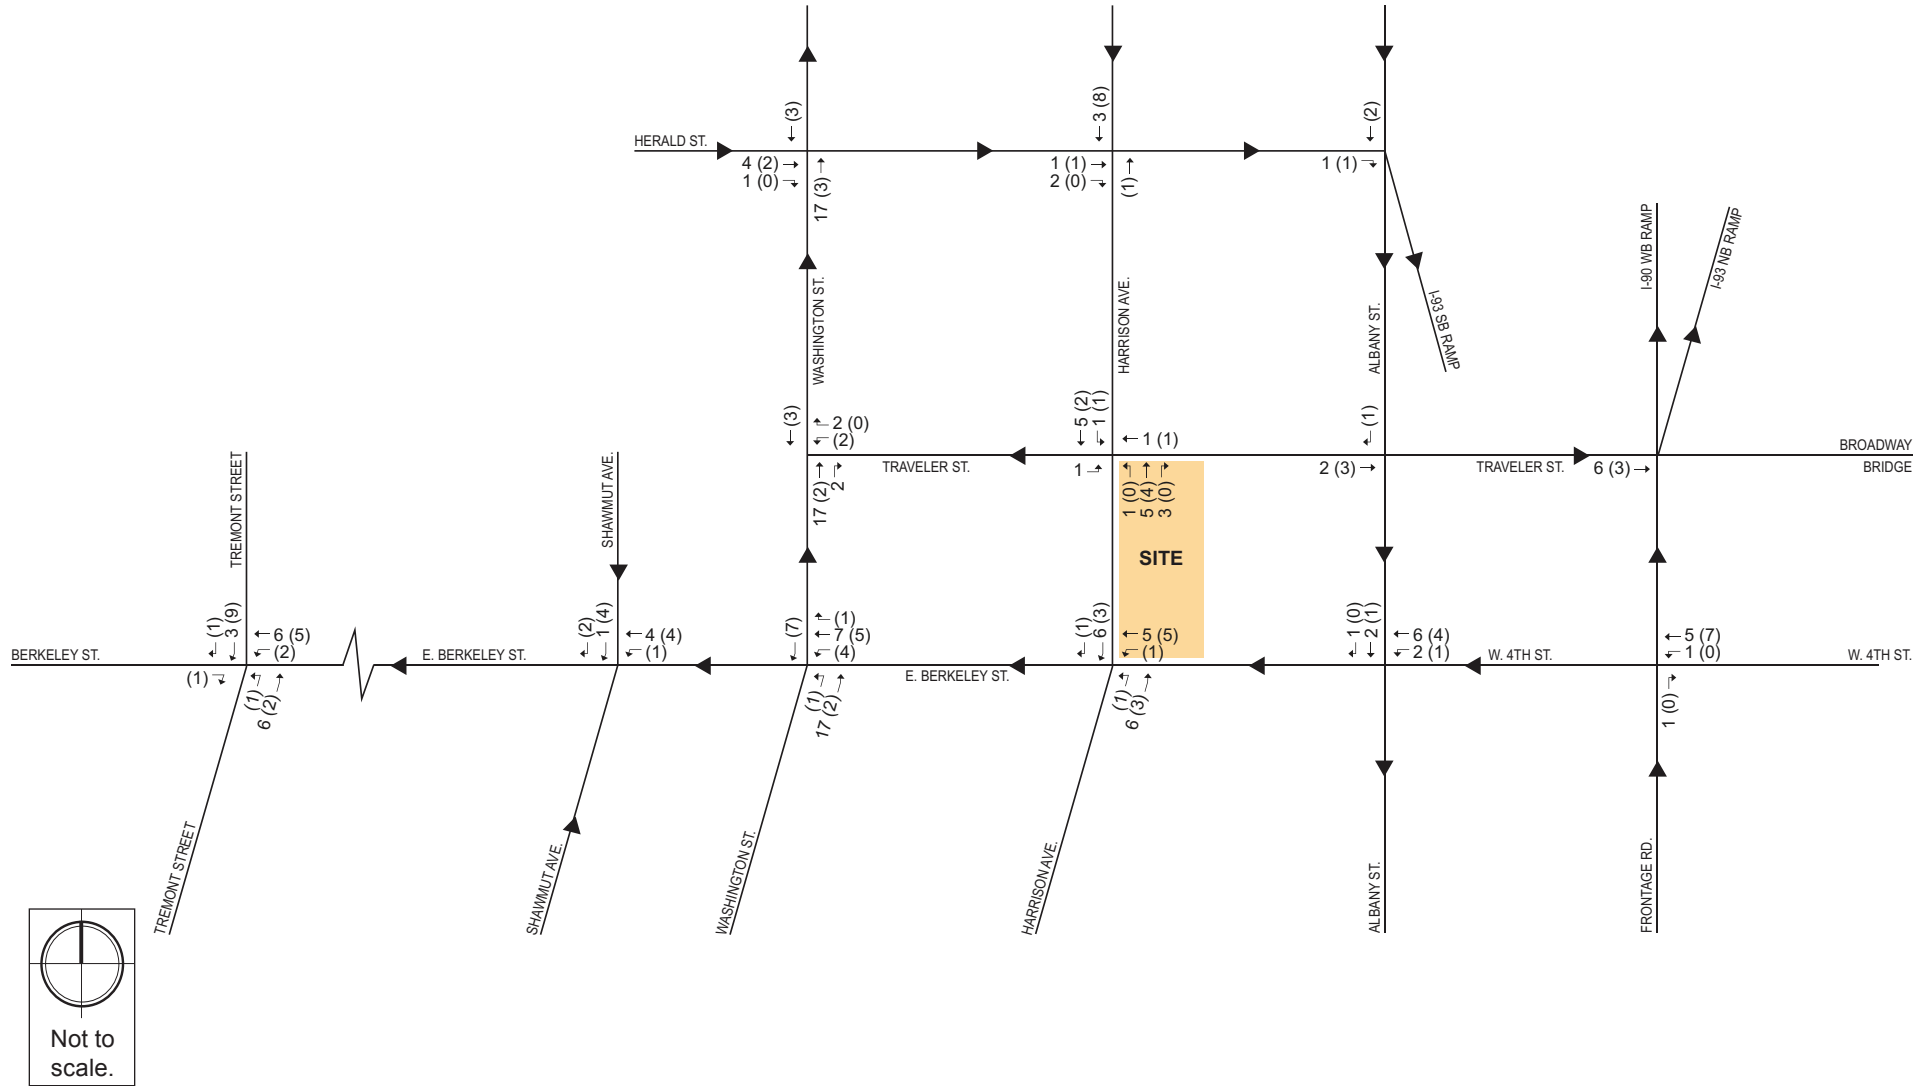 (3)
3 (8)
(2)
HERALD ST.
4 (2)
1 (0)
17 (3)
1 (1)
2 (0)
(1)
1 (1)
I-90 WB RAMP
I-93 NB RAMP
I-93 SB RAMP
WASHINGTON ST.
HARRISON AVE.
ALBANY ST.
(3)
2 (0)
(2)
5 (2)
1 (1)
1 (1)
(1)
BROADWAY
BRIDGE
TRAVELER ST.
1
2 (3)
TRAVELER ST.
6 (3)
17 (2)
2
1 (0)
5 (4)
3 (0)
SITE
TREMONT STREET
SHAWMUT AVE.
(1)
3 (9)
6 (5)
(2)
(2)
1 (4)
4 (4)
(1)
(7)
(1)
7 (5)
(4)
(1)
6 (3)
5 (5)
(1)
1 (0)
2 (1)
6 (4)
2 (1)
5 (7)
1 (0)
BERKELEY ST.
E. BERKELEY ST.
E. BERKELEY ST.
W. 4TH ST.
W. 4TH ST.
(1)
(1)
6 (2)
(1)
17 (2)
(1)
6 (3)
1 (0)
TREMONT STREET
SHAWMUT AVE.
WASHINGTON ST.
HARRISON AVE.
ALBANY ST.
FRONTAGE RD.
Not to
scale.